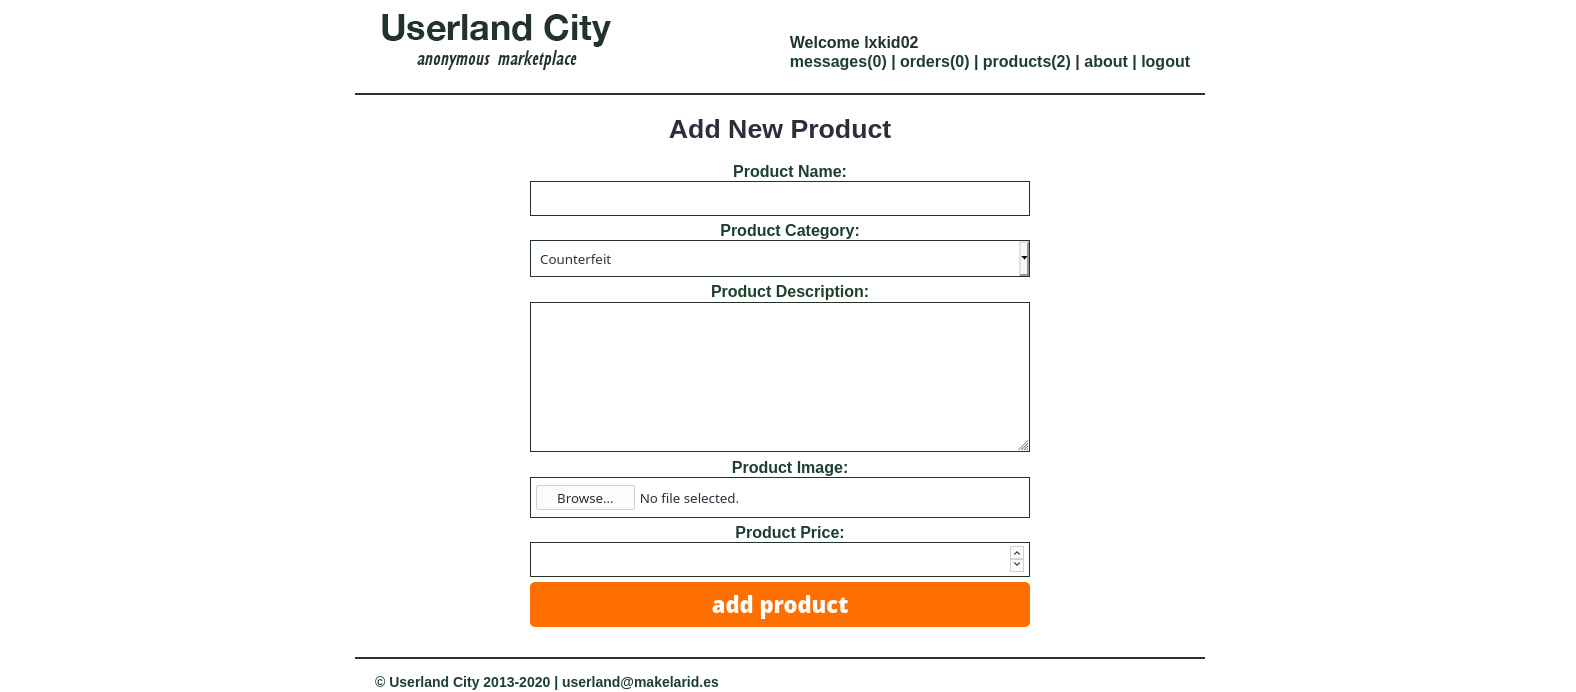 Userland City
anonymous marketplace
Welcome lxkid02
messages(0) | orders(0) | products(2) | about | logout
Add New Product
Product Name:
Product Category:
Counterfeit
Product Description:
Product Image:
Browse... No file selected.
Product Price:
add product
© Userland City 2013-2020 | userland@makelarid.es